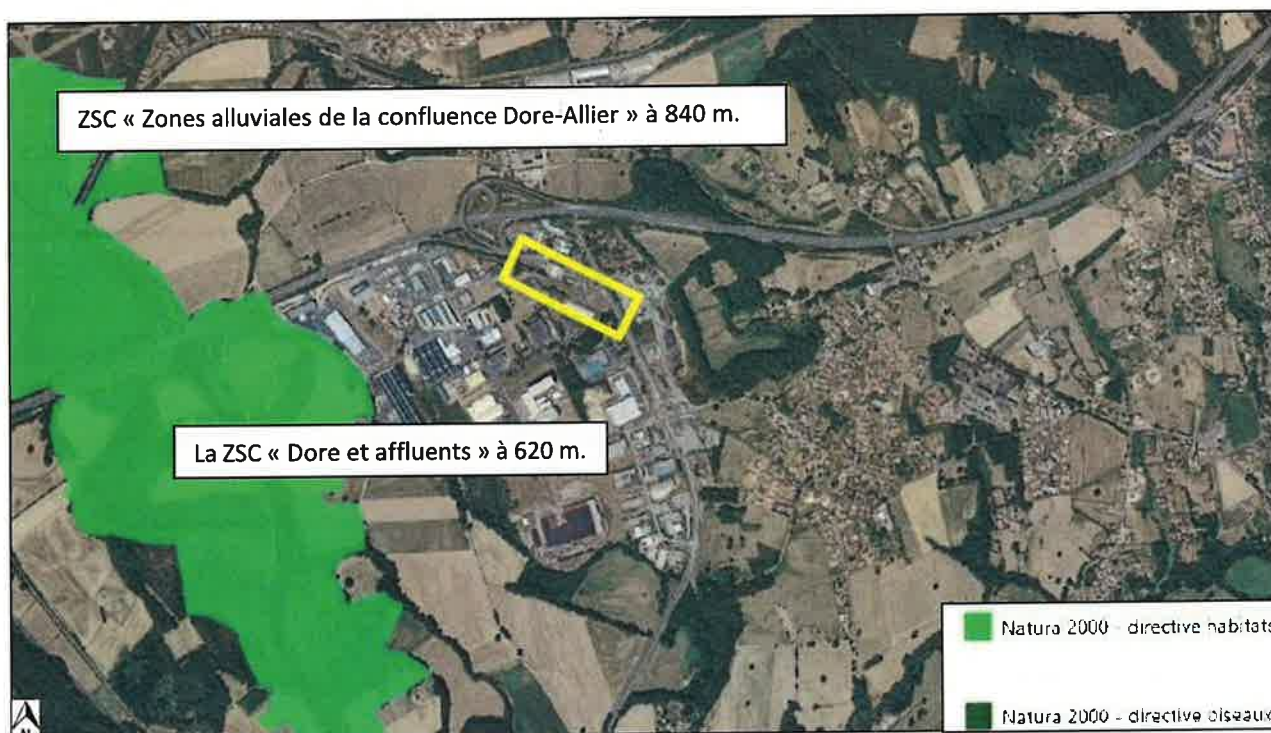 ZSC « Zones alluviales de la confluence Dore-Allier » à 840 m.
La ZSC « Dore et affluents » à 620 m.
Natura 2000 - directive habitats
Natura 2000 - directive oiseaux
N